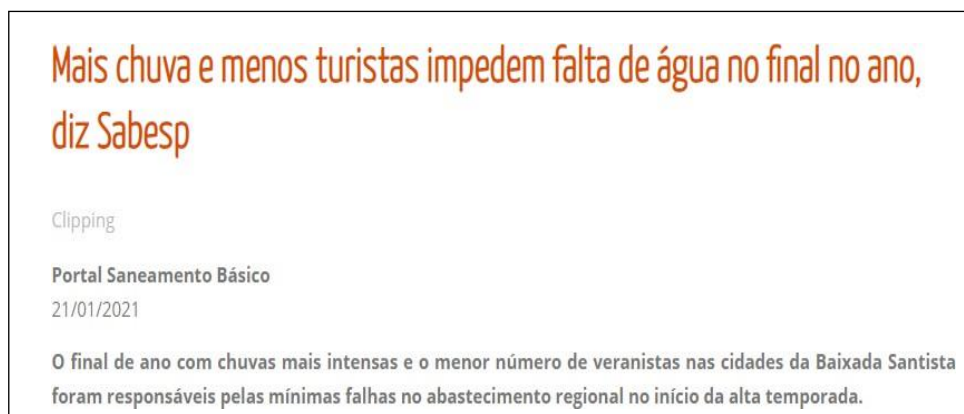 Mais chuva e menos turistas impedem falta de água no final no ano,
diz Sabesp
Clipping
Portal Saneamento Básico
21/01/2021
O final de ano com chuvas mais intensas e o menor número de veranistas nas cidades da Baixada Santista
foram responsáveis pelas mínimas falhas no abastecimento regional no início da alta temporada.